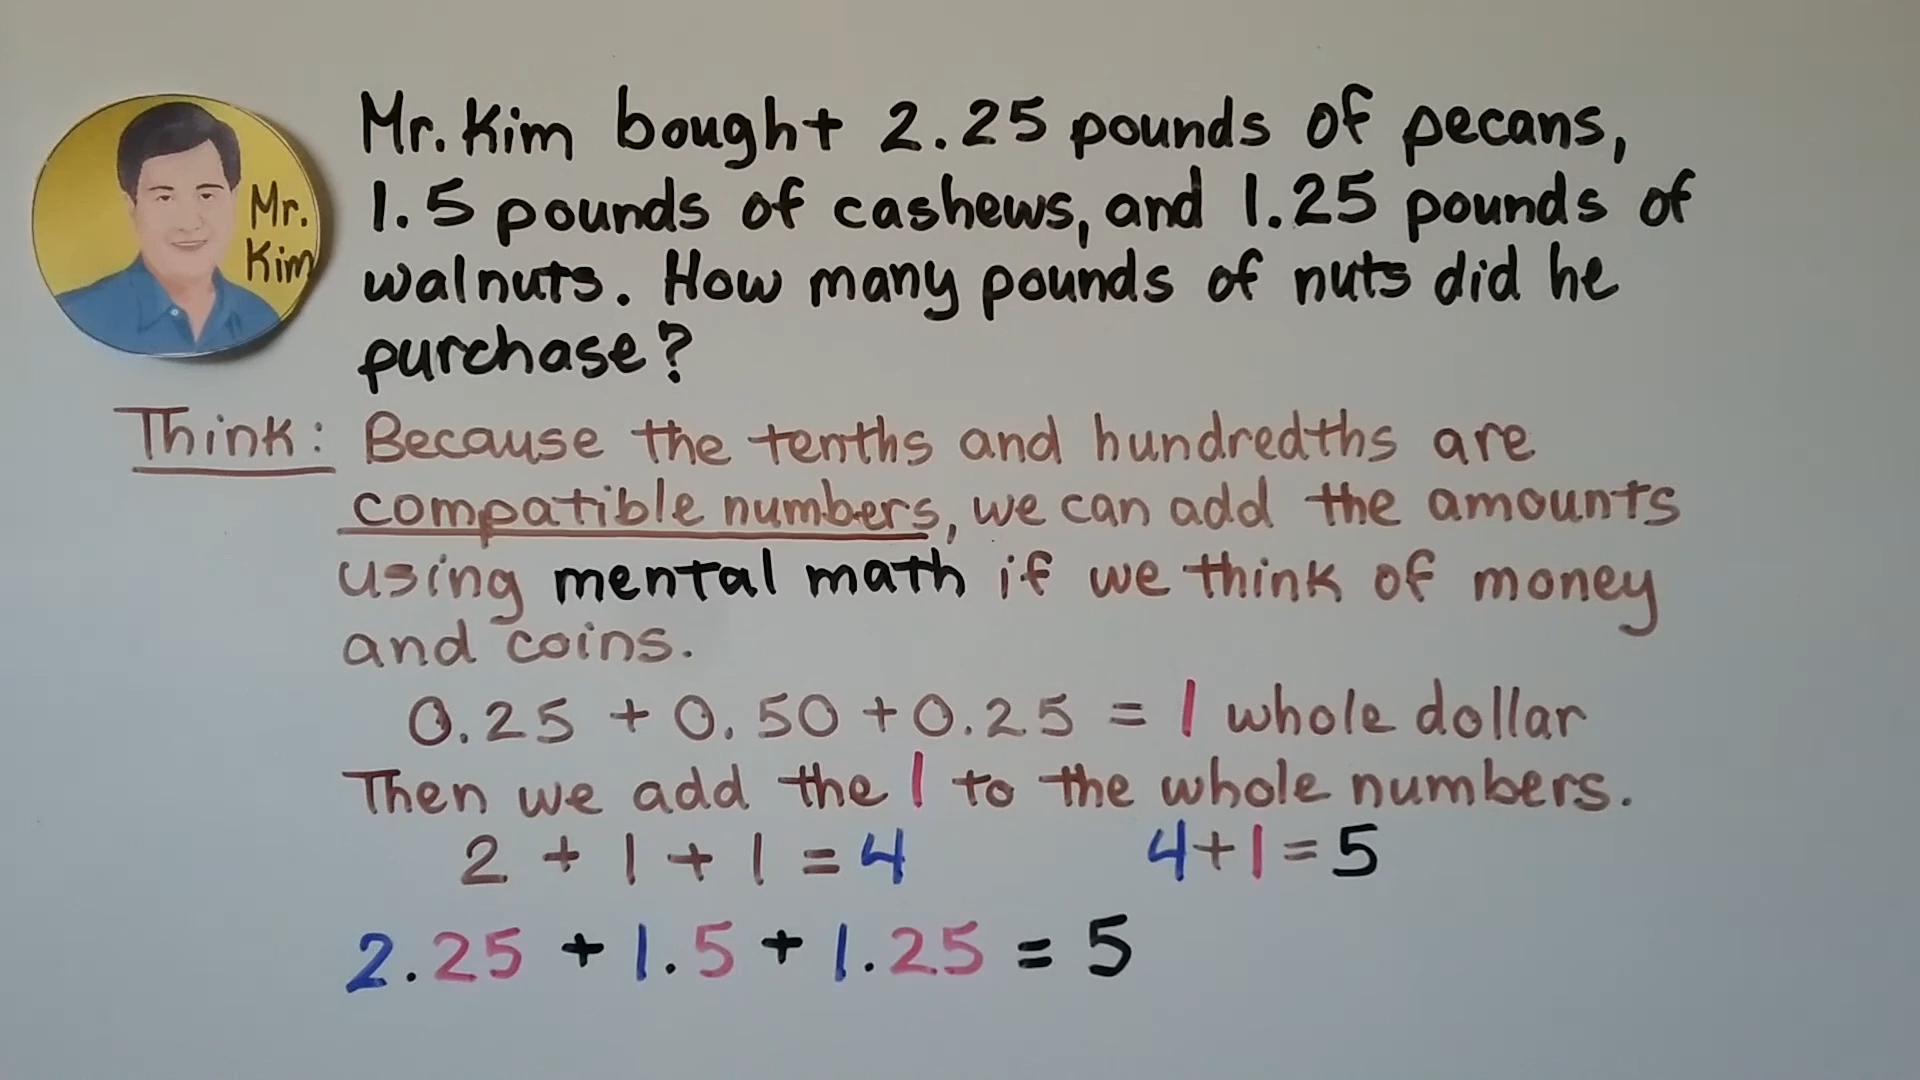 Mr. Kim
Mr. Kim bought 2.25 pounds of pecans,
1.5 pounds of cashews, and 1.25 pounds of
walnuts. How many pounds of nuts did he
purchase?
Think: Because the tenths and hundredths are
compatible numbers, we can add the amounts
using mental math if we think of money
and coins.
0.25 + 0.50 + 0.25 = 1 whole dollar
Then we add the 1 to the whole numbers.
2 + 1 + 1 = 4 4+1=5
2.25 + 1.5 + 1.25 = 5